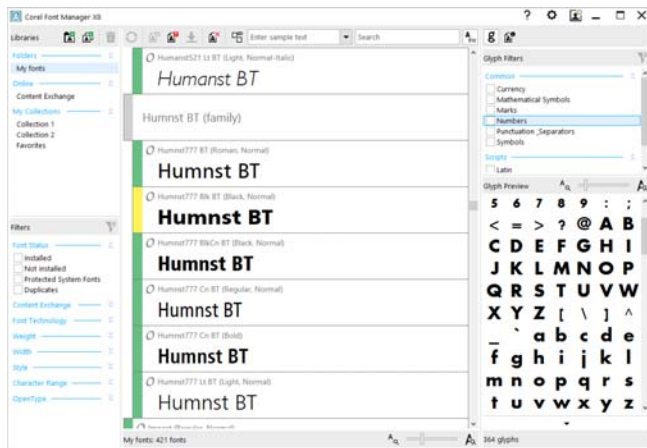 Corel Font Manager X8
Libraries
Enter sample text
Search
Folders
My fonts
Online
Content Exchange
My Collections
Collection 1
Collection 2
Favorites
Filters
Font Status
Installed
Not installed
Protected System Fonts
Duplicates
Content Exchange
Font Technology
Weight
Width
Style
Character Range
OpenType
Humanst521 Lt BT (Light, Normal-Italic)
Humanst BT
Humnst BT (family)
Humnst777 BT (Roman, Normal)
Humnst BT
Humnst777 Blk BT (Black, Normal)
Humnst BT
Humnst777 BlkCn BT (Black, Normal)
Humnst BT
Humnst777 Cn BT (Regular, Normal)
Humnst BT
Humnst777 Cn BT (Bold)
Humnst BT
Humnst777 Lt BT (Light, Normal)
Humnst BT
Impact (Regular, Normal)
My fonts: 421 fonts
Glyph Filters
Common
Currency
Mathematical Symbols
Marks
Numbers
Punctuation _Separators
Symbols
Scripts
Latin
Glyph Preview
5 6 7 8 9 : ;
< = > ? @ A B
C D E F G H I
J K L M N O P
Q R S T U V W
X Y Z [ \ ] ^
_ ` a b c d e
f g h i j k l
m n o p q r s
t u v w x y z
364 glyphs